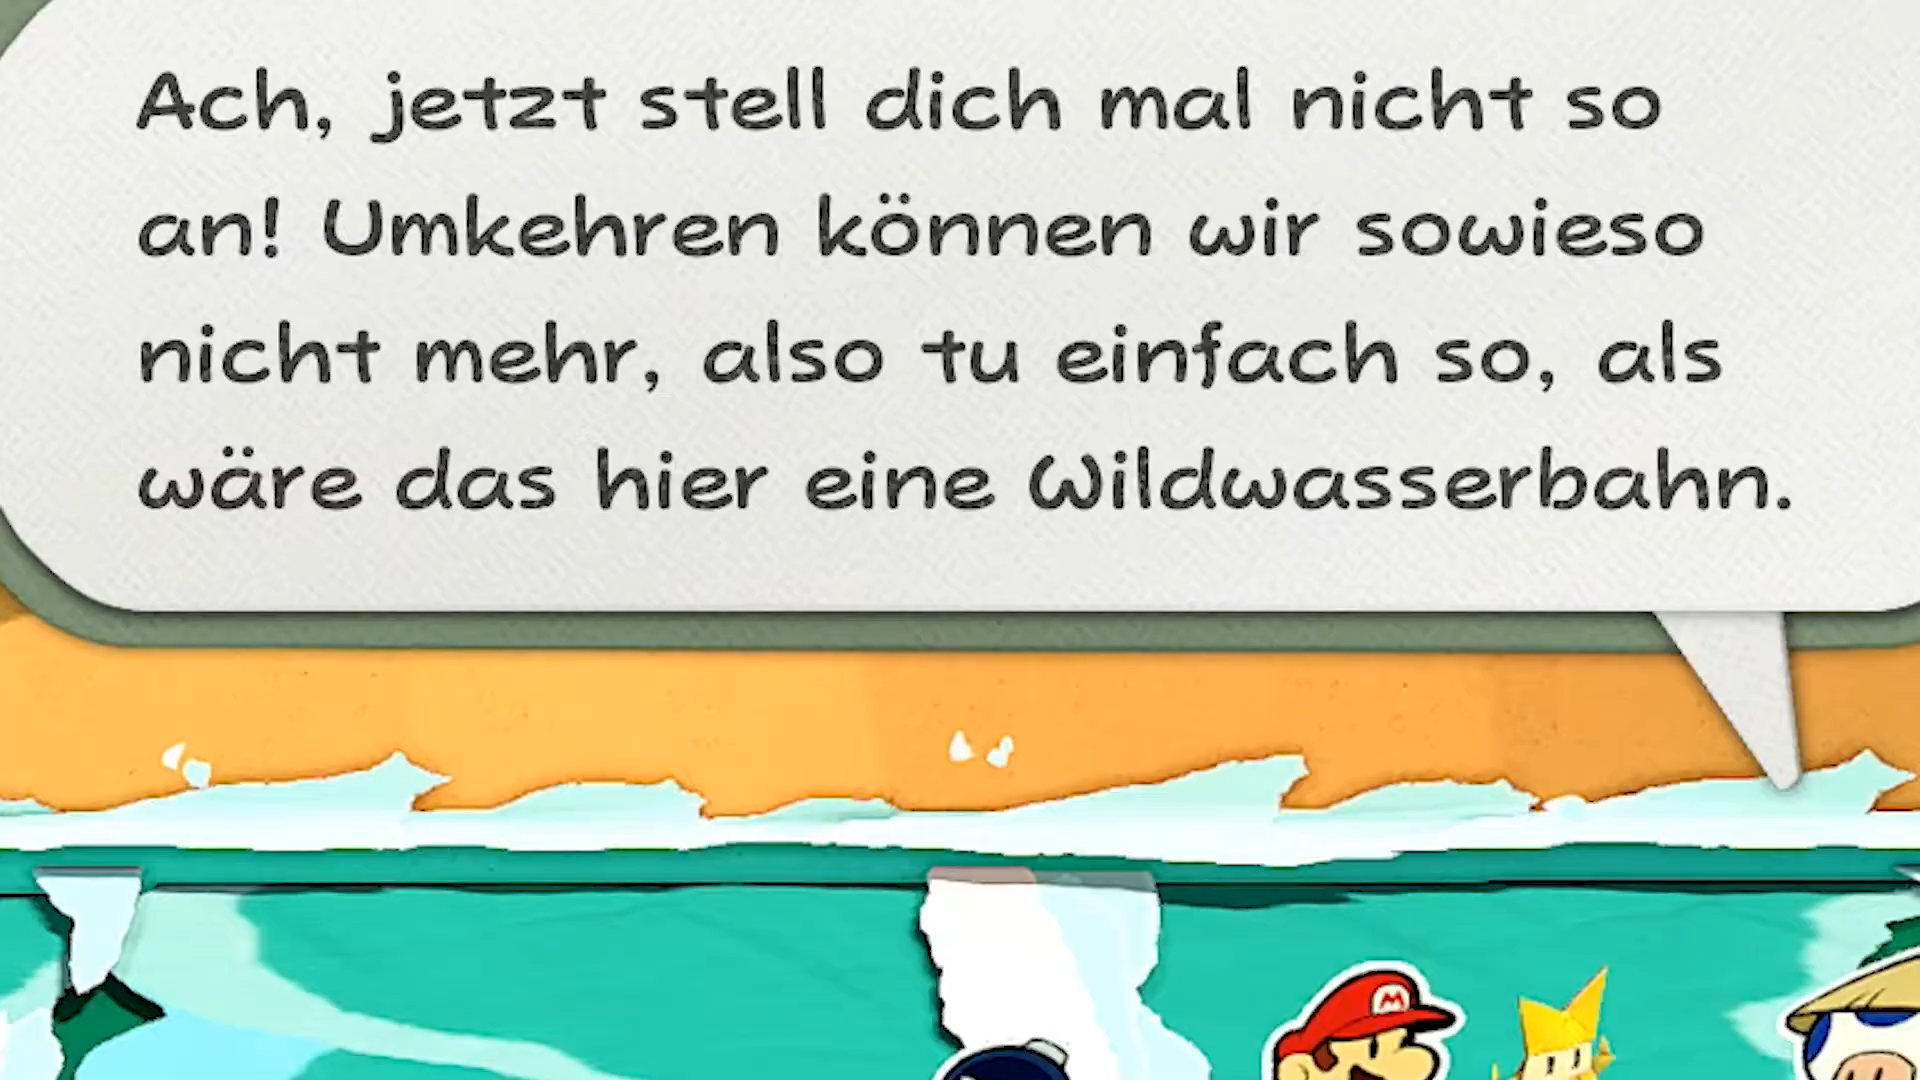 Ach, jetzt stell dich mal nicht so
an! Umkehren können wir sowieso
nicht mehr, also tu einfach so, als
wäre das hier eine Wildwasserbahn.
M